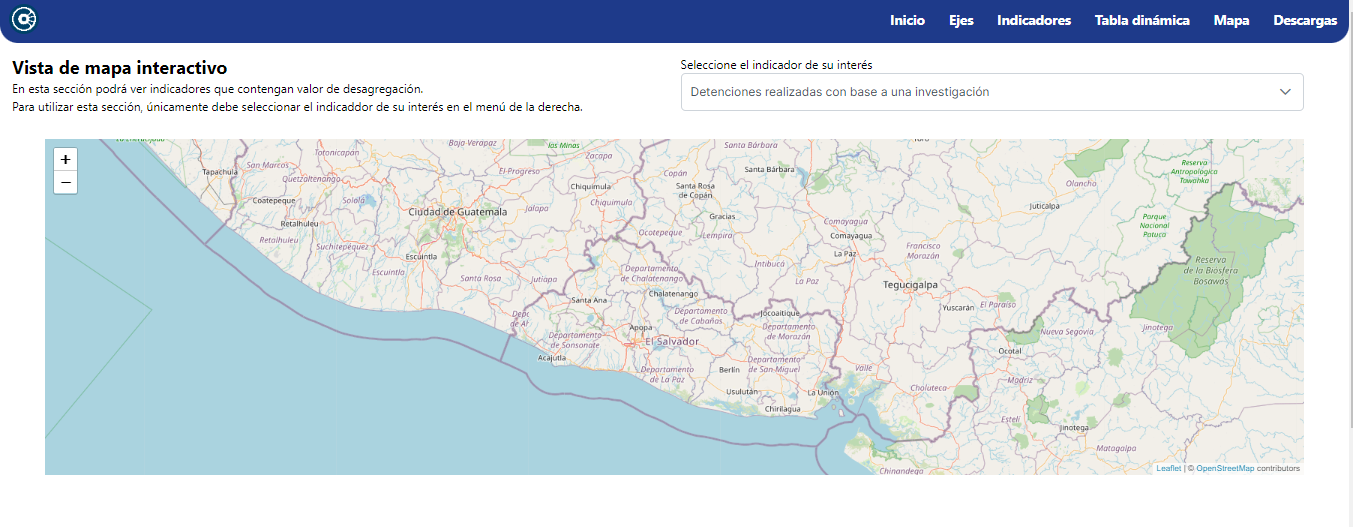 Inicio Ejes Indicadores Tabla dinámica Mapa Descargas
Vista de mapa interactivo
En esta sección podrá ver indicadores que contengan valor de desagregación.
Para utilizar esta sección, únicamente debe seleccionar el indicaddor de su interés en el menú de la derecha.
Seleccione el indicador de su interés
Detenciones realizadas con base a una investigación
+
−
Baja Verapaz
los Minas
Zacapa
Santa Bárbara
Yoro
San Marcos
Totonicapan
Tapachula
Quetzaltenango
El Progreso
Chiquimula
Copán
Santa Bárbara
Santa Rosa
de Copán
Olancho
Reserva
Antropologica
Tawahka
Coatepeque
Sololá
Ciudad de Guatemala
Jalapa
Chiquimula
Gracias
Juticalpa
Retalhuleu
Comayagua
Parque
Nacional
Patuca
Retalhuleu
Suchitepéquez
Ocotepeque
Lempira
Comayagua
Escuintla
La Paz
Francisco
Morazán
Escuintla
Santa Rosa
Jutiapa
Departamento
de Chalatenango
Intibucá
La Paz
Reserva
de la Biosfera
Bosawas
Tegucigalpa
Santa Ana
Chalatenango
El Paraíso
Yuscarán
Depc
de Al
Departamento
de Cabañas
Jocoaitique
Apopa
Departamento
de Morazán
Nueva Segovia
Jinotega
Departamento
de Sonsonate
El Salvador
Acajutla
Departamento
de San Miguel
Ocotal
Departamento
de La Paz
Berlín
Valle
Madriz
Usulután
La Unión
Choluteca
Chirilagua
Estelí
Jinotega
Matagalpa
Chinandega
Leaflet | © OpenStreetMap contributors